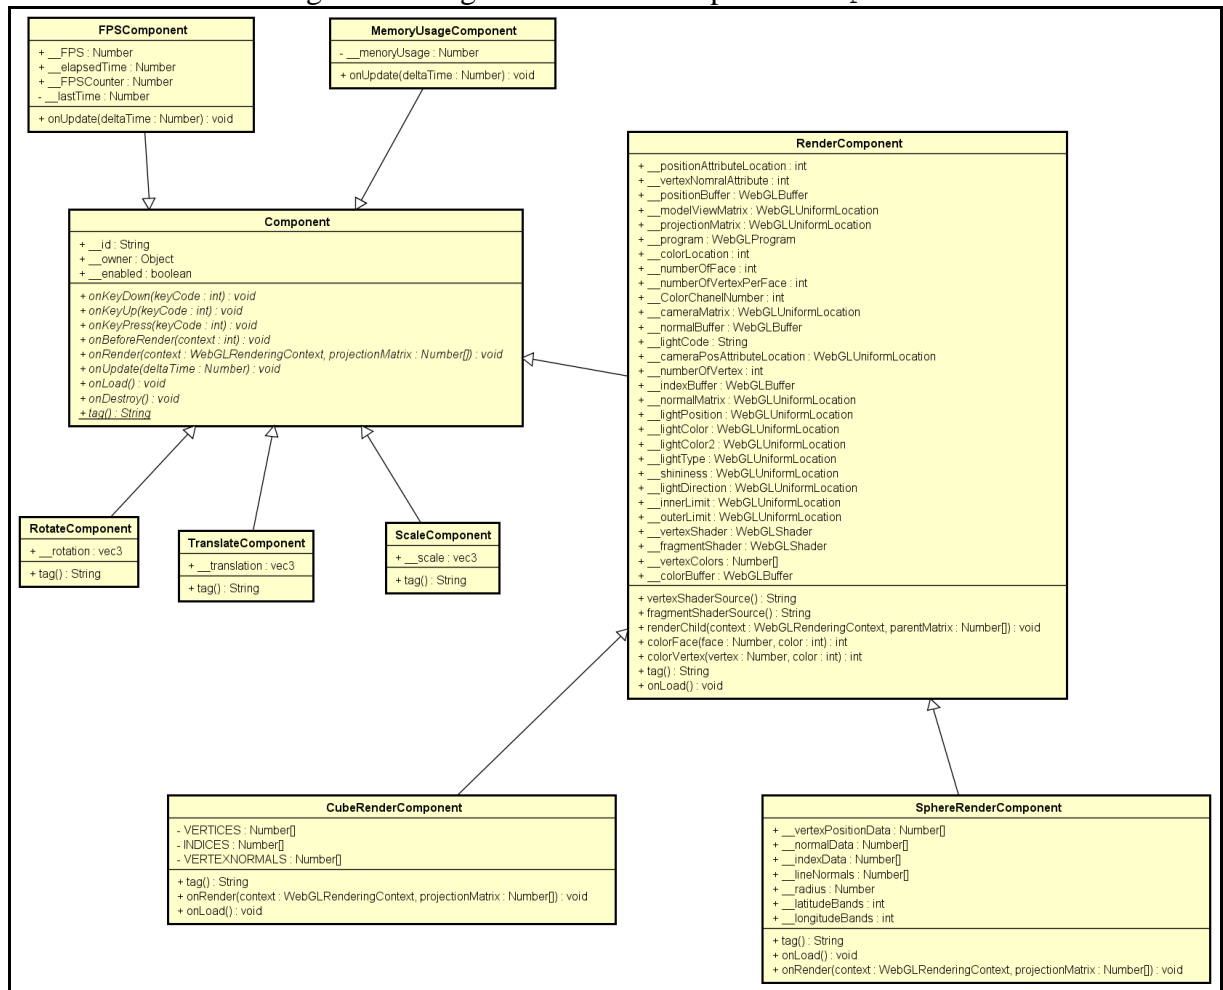 FPSComponent
+ __FPS : Number
+ __elapsedTime : Number
+ __FPSCounter : Number
- __lastTime : Number
+ onUpdate(deltaTime : Number) : void
MemoryUsageComponent
- __menoryUsage : Number
+ onUpdate(deltaTime : Number) : void
Component
+ __id : String
+ __owner : Object
+ __enabled : boolean
+ onKeyDown(keyCode : int) : void
+ onKeyUp(keyCode : int) : void
+ onKeyPress(keyCode : int) : void
+ onBeforeRender(context : int) : void
+ onRender(context : WebGLRenderingContext, projectionMatrix : Number[]) : void
+ onUpdate(deltaTime : Number) : void
+ onLoad() : void
+ onDestroy() : void
+ tag() : String
RenderComponent
+ __positionAttributeLocation : int
+ __vertexNomralAttribute : int
+ __positionBuffer : WebGLBuffer
+ __modelViewMatrix : WebGLUniformLocation
+ __projectionMatrix : WebGLUniformLocation
+ __program : WebGLProgram
+ __colorLocation : int
+ __numberOfFace : int
+ __numberOfVertexPerFace : int
+ __ColorChanelNumber : int
+ __cameraMatrix : WebGLUniformLocation
+ __normalBuffer : WebGLBuffer
+ __lightCode : String
+ __cameraPosAttributeLocation : WebGLUniformLocation
+ __numberOfVertex : int
+ __indexBuffer : WebGLBuffer
+ __normalMatrix : WebGLUniformLocation
+ __lightPosition : WebGLUniformLocation
+ __lightColor : WebGLUniformLocation
+ __lightColor2 : WebGLUniformLocation
+ __lightType : WebGLUniformLocation
+ __shininess : WebGLUniformLocation
+ __lightDirection : WebGLUniformLocation
+ __innerLimit : WebGLUniformLocation
+ __outerLimit : WebGLUniformLocation
+ __vertexShader : WebGLShader
+ __fragmentShader : WebGLShader
+ __vertexColors : Number[]
+ __colorBuffer : WebGLBuffer
+ vertexShaderSource() : String
+ fragmentShaderSource() : String
+ renderChild(context : WebGLRenderingContext, parentMatrix : Number[]) : void
+ colorFace(face : Number, color : int) : int
+ colorVertex(vertex : Number, color : int) : int
+ tag() : String
+ onLoad() : void
RotateComponent
+ __rotation : vec3
+ tag() : String
TranslateComponent
+ __translation : vec3
+ tag() : String
ScaleComponent
+ __scale : vec3
+ tag() : String
CubeRenderComponent
- VERTICES : Number[]
- INDICES : Number[]
- VERTEXNORMALS : Number[]
+ tag() : String
+ onRender(context : WebGLRenderingContext, projectionMatrix : Number[]) : void
+ onLoad() : void
SphereRenderComponent
+ __vertexPositionData : Number[]
+ __normalData : Number[]
+ __indexData : Number[]
+ __lineNormals : Number[]
+ __radius : Number
+ __latitudeBands : int
+ __longitudeBands : int
+ tag() : String
+ onLoad() : void
+ onRender(context : WebGLRenderingContext, projectionMatrix : Number[]) : void